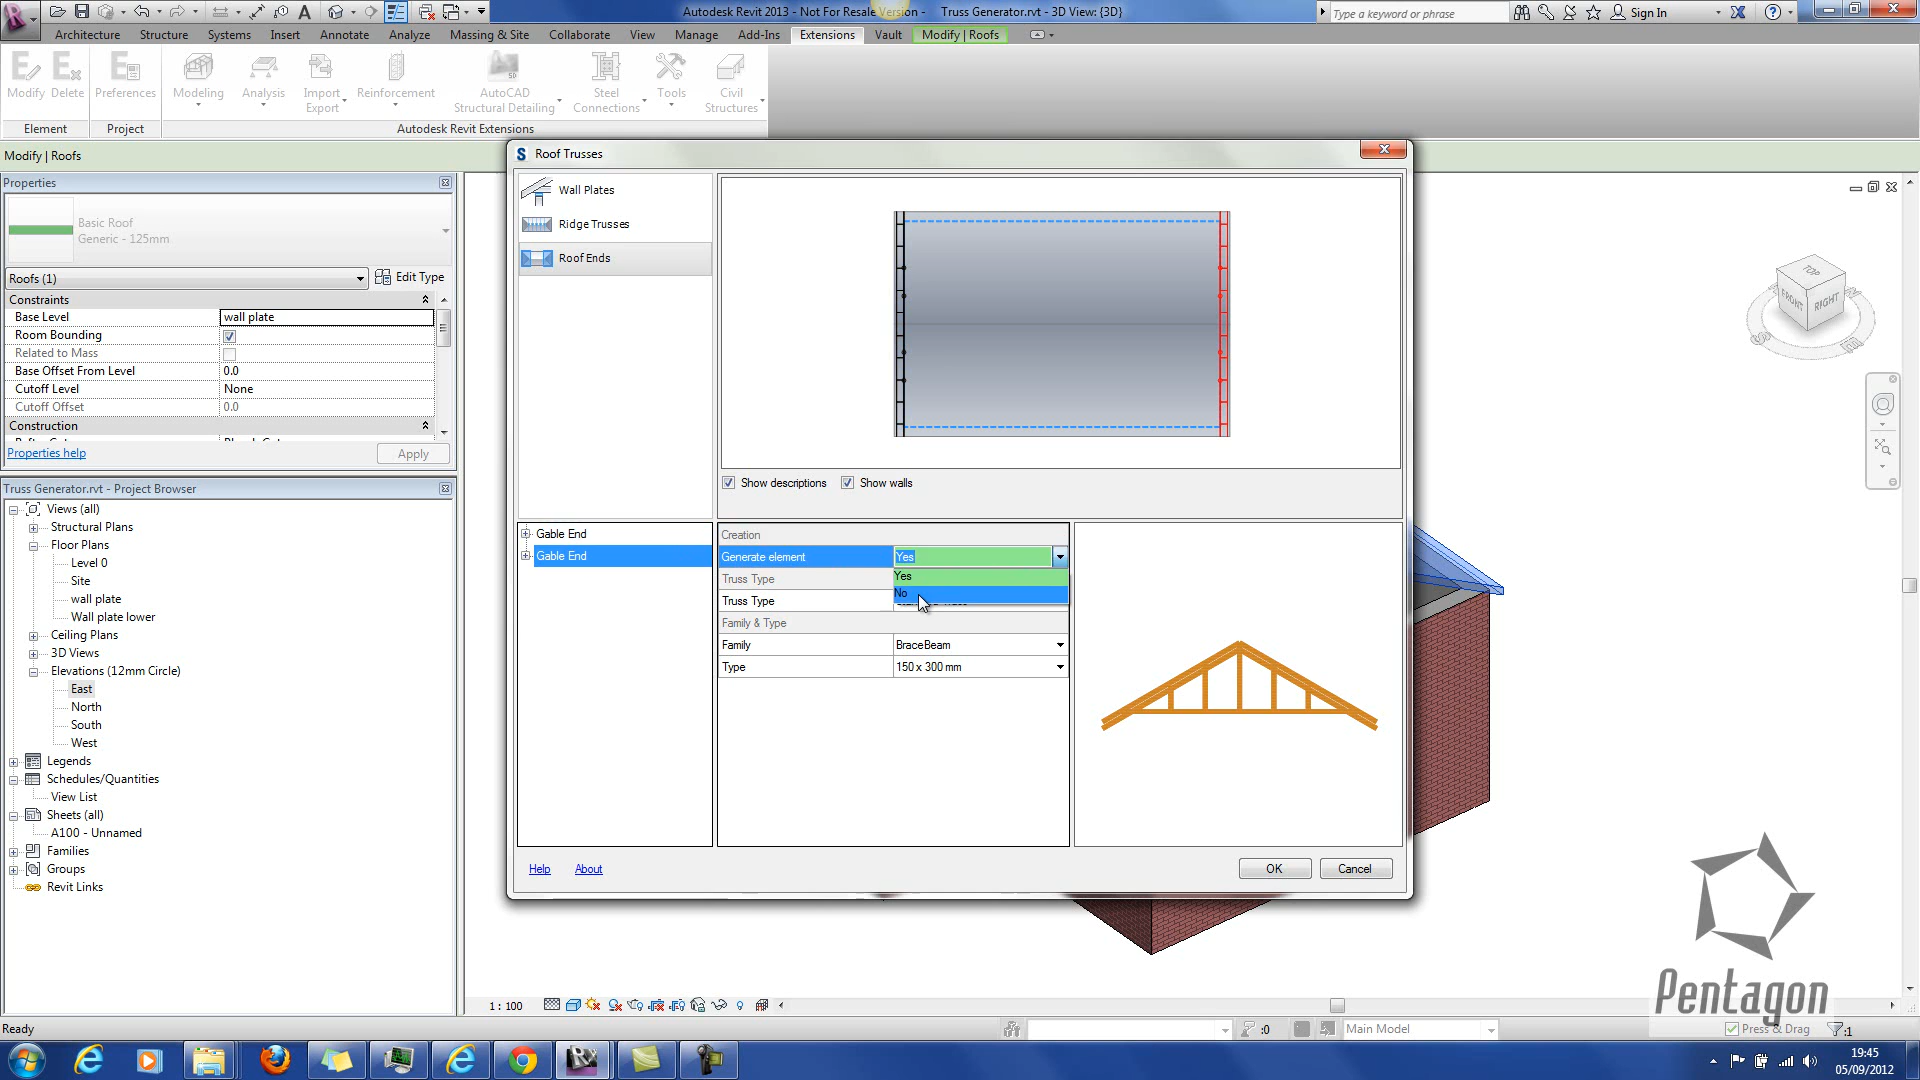 Autodesk Revit 2013 - Not For Resale Version - Truss Generator.rvt - 3D View: {3D}
Type a keyword or phrase
Sign In
Architecture Structure Systems Insert Annotate Analyze Massing & Site Collaborate View Manage Add-Ins Extensions Vault Modify | Roofs
Modify Delete Preferences Modeling Analysis Import Export Reinforcement AutoCAD Structural Detailing Steel Connections Tools Civil Structures
Element Project Autodesk Revit Extensions
Modify | Roofs
Properties
Basic Roof
Generic - 125mm
Roofs (1) Edit Type
Constraints
Base Level wall plate
Room Bounding
Related to Mass
Base Offset From Level 0.0
Cutoff Level None
Cutoff Offset 0.0
Construction
Properties help Apply
Truss Generator.rvt - Project Browser
Views (all)
Structural Plans
Floor Plans
Level 0
Site
wall plate
Wall plate lower
Ceiling Plans
3D Views
Elevations (12mm Circle)
East
North
South
West
Legends
Schedules/Quantities
View List
Sheets (all)
A100 - Unnamed
Families
Groups
Revit Links
Roof Trusses
Wall Plates
Ridge Trusses
Roof Ends
Show descriptions Show walls
Gable End
Gable End
Creation
Generate element Yes
Yes
No
Truss Type
Truss Type
Family & Type
Family BraceBeam
Type 150 x 300 mm
Help About OK Cancel
TOP
FRONT RIGHT
S E
Pentagon
1 : 100
Ready :0 Main Model Press & Drag :1
19:45
05/09/2012